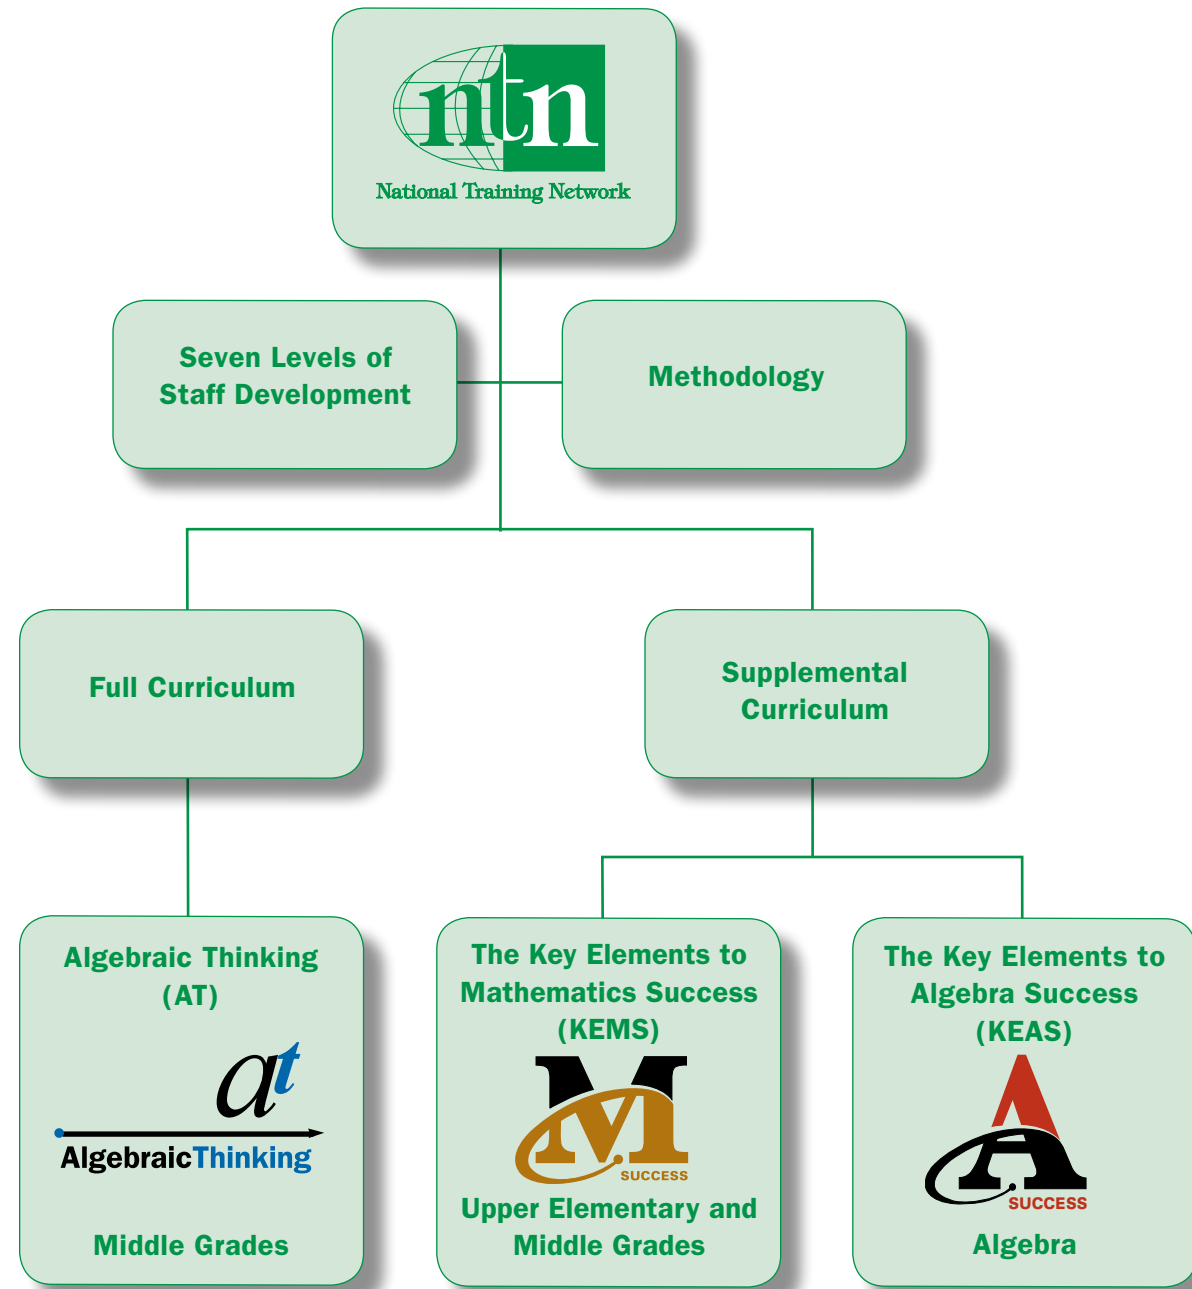 ntn
National Training Network
Seven Levels of
Staff Development
Methodology
Full Curriculum
Supplemental
Curriculum
Algebraic Thinking
(AT)
at
AlgebraicThinking
Middle Grades
The Key Elements to
Mathematics Success
(KEMS)
M
SUCCESS
Upper Elementary and
Middle Grades
The Key Elements to
Algebra Success
(KEAS)
A
SUCCESS
Algebra